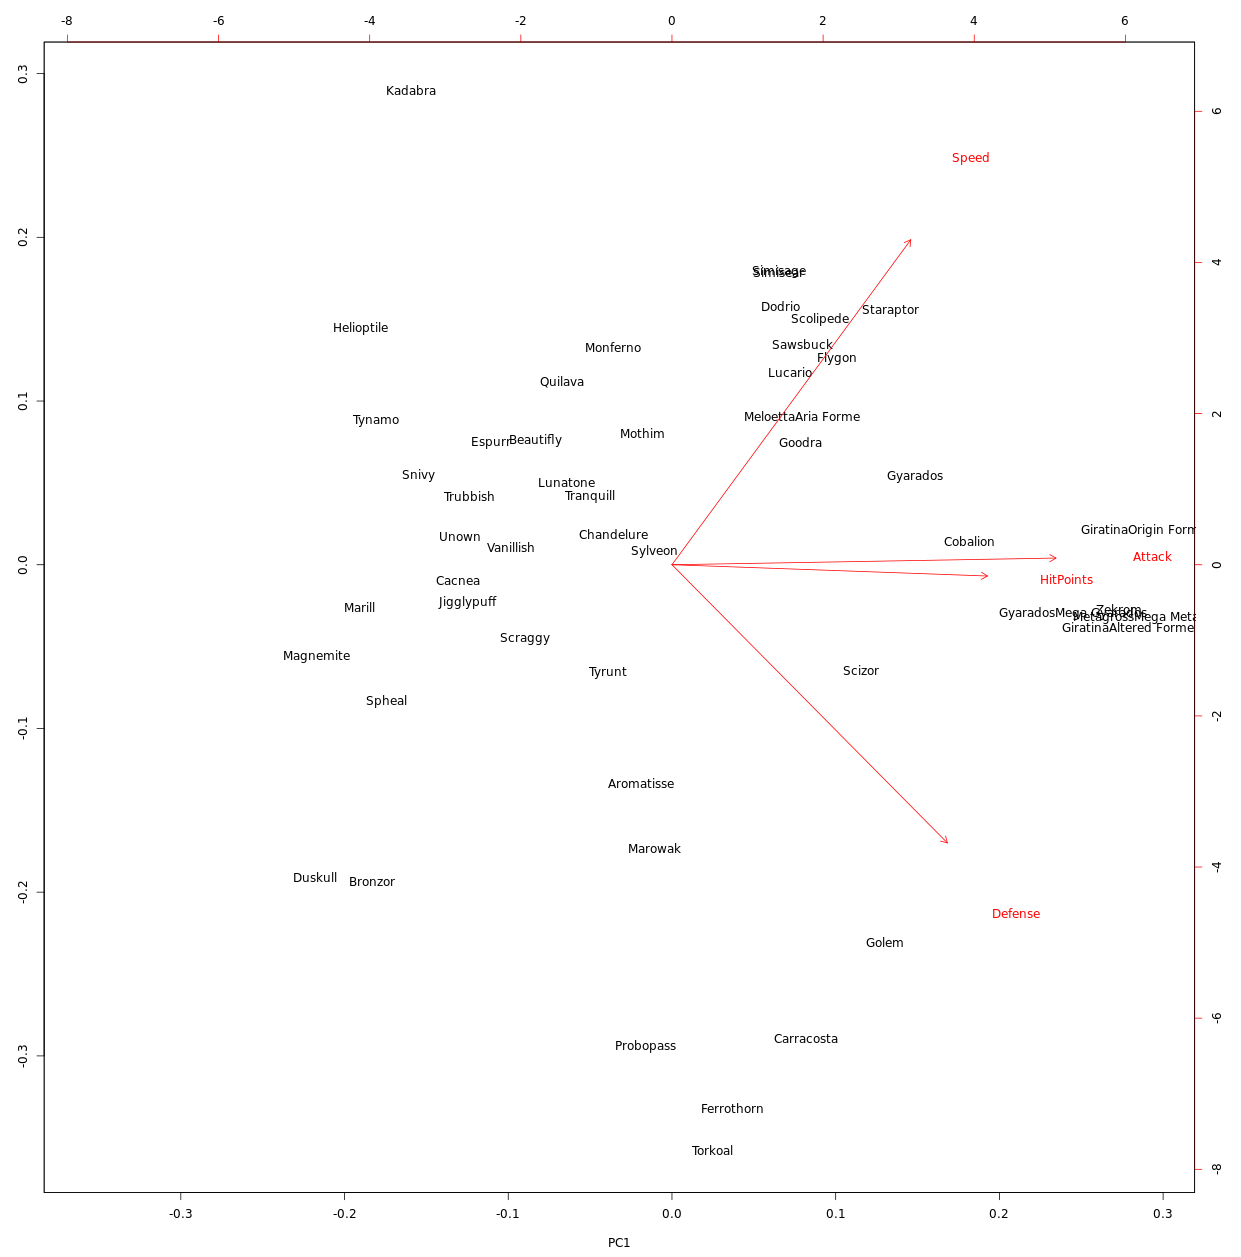 -8 -6 -4 -2 0 2 4 6
0.3
Kadabra
6
Speed
0.2
4
Simisage
Simisear
Dodrio
Staraptor
Scolipede
Helioptile
Sawsbuck
Monferno
Flygon
Lucario
Quilava
0.1
2
MeloettaAria Forme
Tynamo
Mothim
Espurr
Beautifly
Goodra
Snivy
Gyarados
Lunatone
Trubbish
Tranquill
GiratinaOrigin Form
Unown
Chandelure
Cobalion
Vanillish
Sylveon
Attack
0.0
0
Cacnea
HitPoints
Jigglypuff
Marill
Zekrom
GyaradosMega Gyarados
MetagrossMega Meta
GiratinaAltered Forme
Scraggy
Magnemite
Tyrunt
Scizor
Spheal
-2
-0.1
Aromatisse
Marowak
-4
Duskull
Bronzor
-0.2
Defense
Golem
-6
Carracosta
Probopass
-0.3
Ferrothorn
Torkoal
-8
-0.3 -0.2 -0.1 0.0 0.1 0.2 0.3
PC1